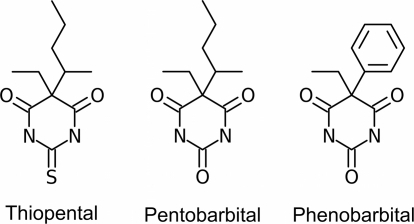 O O O O O O
N N N N N N
S O O
Thiopental Pentobarbital Phenobarbital